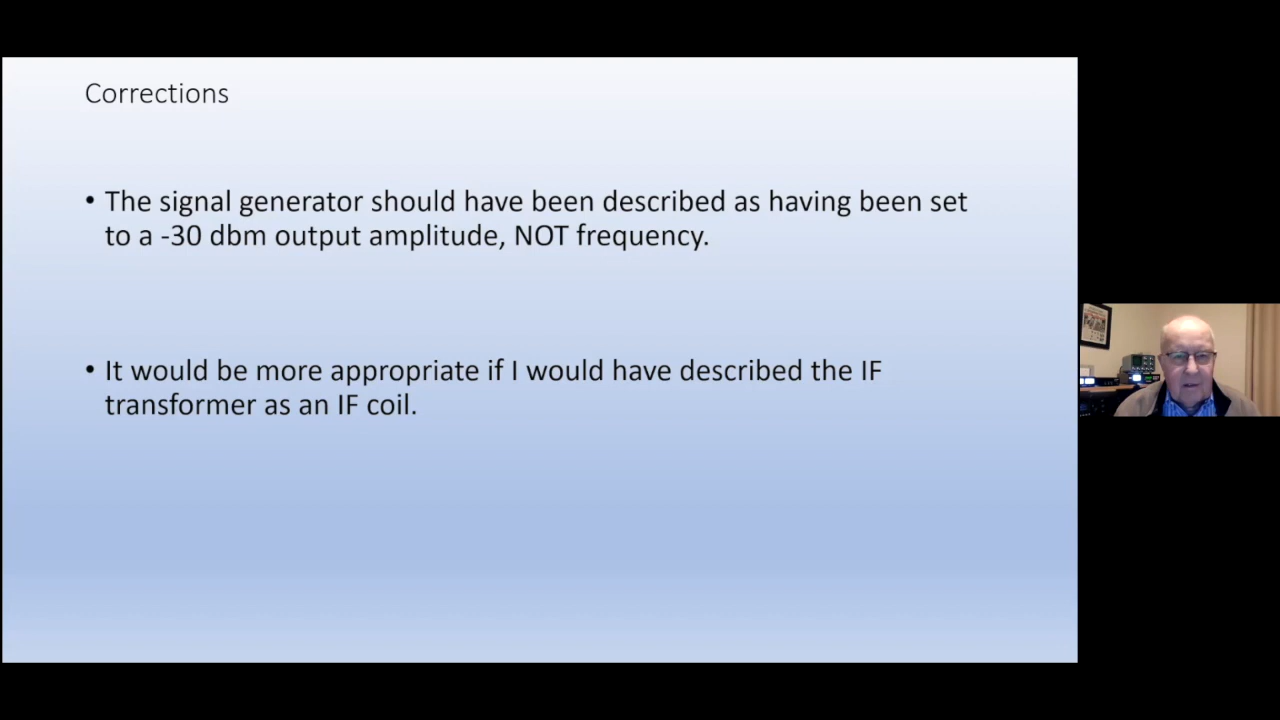 Corrections
• The signal generator should have been described as having been set
to a -30 dbm output amplitude, NOT frequency.
• It would be more appropriate if I would have described the IF
transformer as an IF coil.